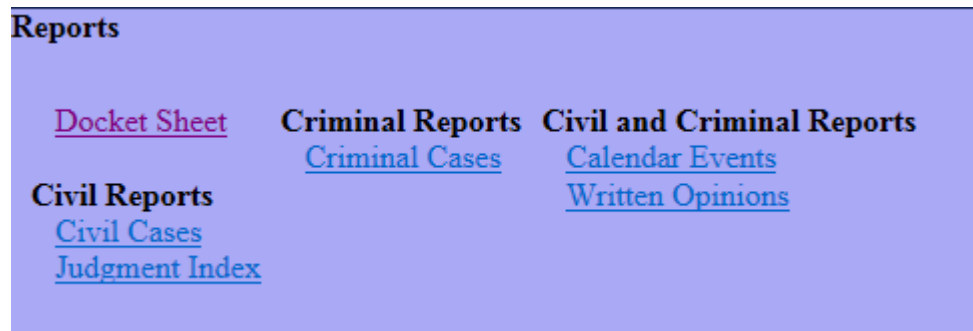 Reports
Docket Sheet
Civil Reports
Civil Cases
Judgment Index
Criminal Reports
Criminal Cases
Civil and Criminal Reports
Calendar Events
Written Opinions